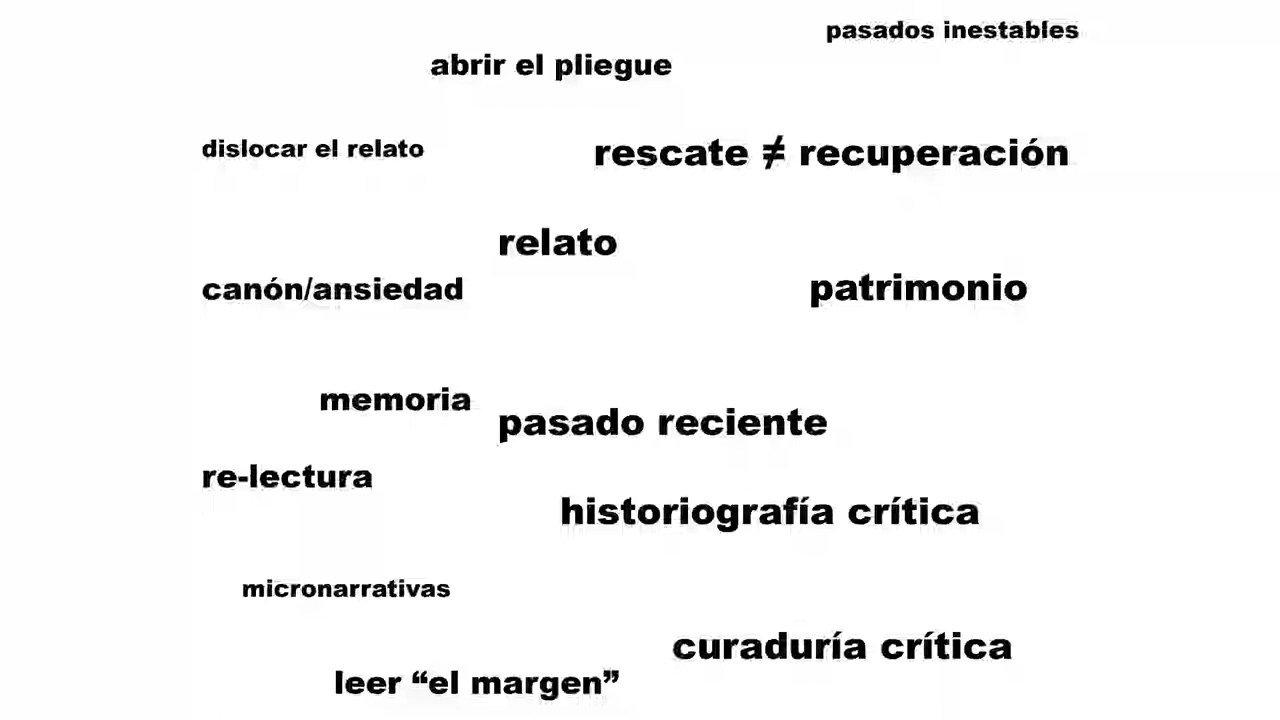 pasados inestables
abrir el pliegue
dislocar el relato
rescate ≠ recuperación
relato
canón/ansiedad
patrimonio
memoria
pasado reciente
re-lectura
historiografía crítica
micronarrativas
curaduría crítica
leer “el margen”